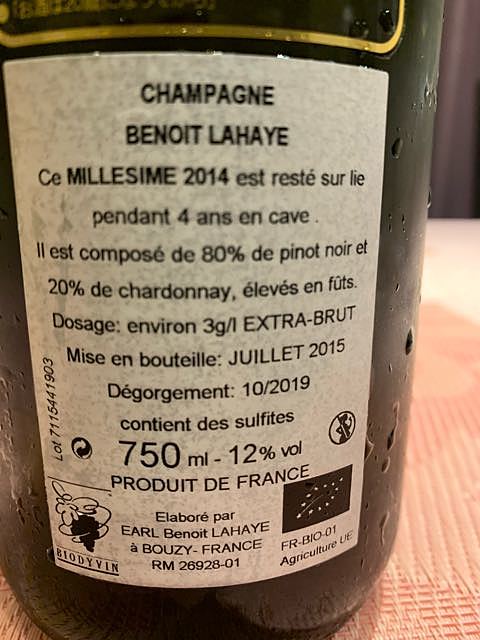 CHAMPAGNE
BENOIT LAHAYE
Ce MILLESIME 2014 est resté sur lie
pendant 4 ans en cave .
Il est composé de 80% de pinot noir et
20% de chardonnay, élevés en fûts.
Dosage: environ 3g/l EXTRA-BRUT
Mise en bouteille: JUILLET 2015
Dégorgement: 10/2019
contient des sulfites
Lot 7115441903
750 ml - 12% vol
PRODUIT DE FRANCE
Elaboré par
EARL Benoit LAHAYE
à BOUZY- FRANCE
RM 26928-01
BIODYVIN
FR-BIO-01
Agriculture UE